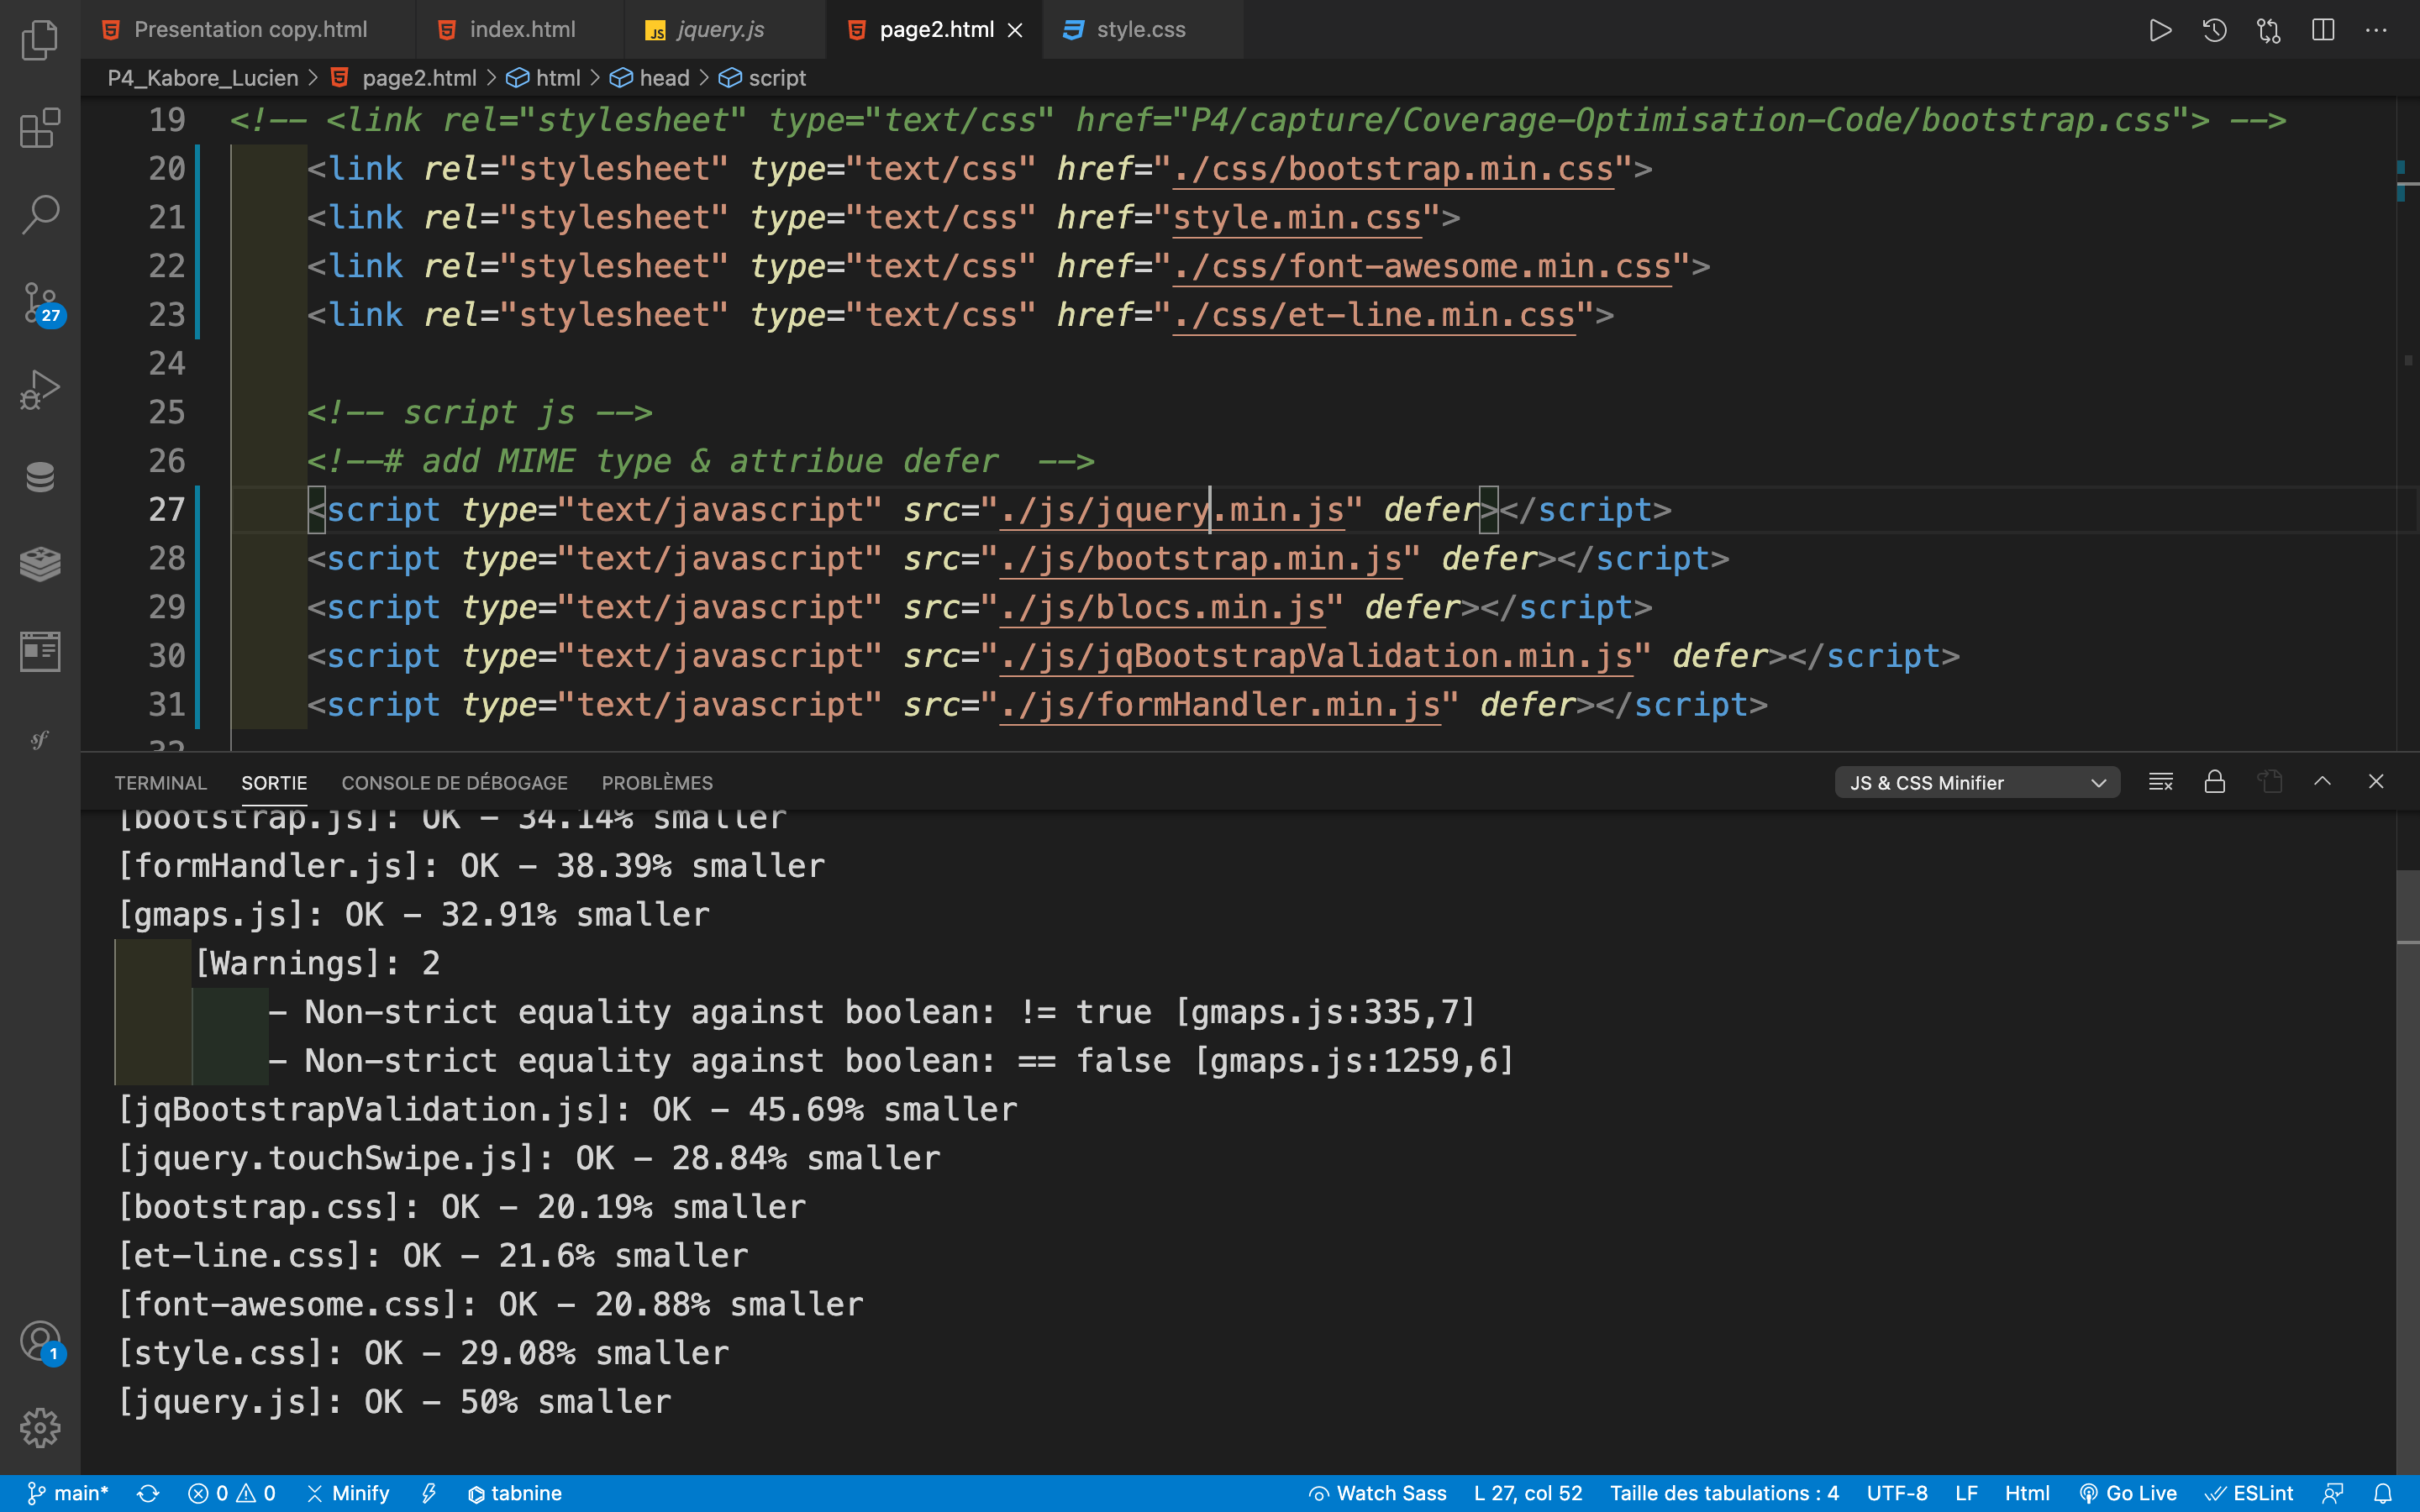 Presentation copy.html
index.html
JS jquery.js
page2.html
style.css
P4_Kabore_Lucien > page2.html > html > head > script
19 <!-- <link rel="stylesheet" type="text/css" href="P4/capture/Coverage-Optimisation-Code/bootstrap.css"> -->
20 <link rel="stylesheet" type="text/css" href="./css/bootstrap.min.css">
21 <link rel="stylesheet" type="text/css" href="style.min.css">
22 <link rel="stylesheet" type="text/css" href="./css/font-awesome.min.css">
23 <link rel="stylesheet" type="text/css" href="./css/et-line.min.css">
24
25 <!-- script js -->
26 <!--# add MIME type & attribue defer  -->
27 <script type="text/javascript" src="./js/jquery.min.js" defer></script>
28 <script type="text/javascript" src="./js/bootstrap.min.js" defer></script>
29 <script type="text/javascript" src="./js/blocs.min.js" defer></script>
30 <script type="text/javascript" src="./js/jqBootstrapValidation.min.js" defer></script>
31 <script type="text/javascript" src="./js/formHandler.min.js" defer></script>
32
27
sf
TERMINAL SORTIE CONSOLE DE DÉBOGAGE PROBLÈMES JS & CSS Minifier
[bootstrap.js]: OK - 34.14% smaller
[formHandler.js]: OK - 38.39% smaller
[gmaps.js]: OK - 32.91% smaller
[Warnings]: 2
- Non-strict equality against boolean: != true [gmaps.js:335,7]
- Non-strict equality against boolean: == false [gmaps.js:1259,6]
[jqBootstrapValidation.js]: OK - 45.69% smaller
[jquery.touchSwipe.js]: OK - 28.84% smaller
[bootstrap.css]: OK - 20.19% smaller
[et-line.css]: OK - 21.6% smaller
[font-awesome.css]: OK - 20.88% smaller
[style.css]: OK - 29.08% smaller
[jquery.js]: OK - 50% smaller
1
main* 0 0 Minify tabnine Watch Sass L 27, col 52 Taille des tabulations : 4 UTF-8 LF Html Go Live ESLint